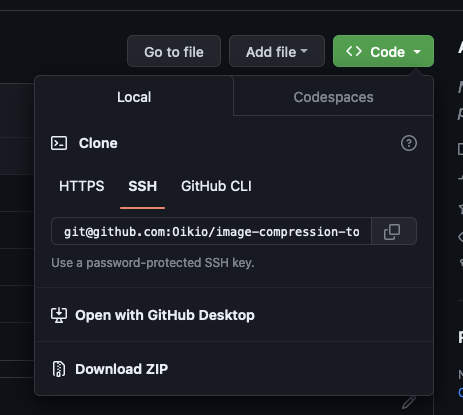 Go to file Add file <> Code
Local Codespaces
Clone
HTTPS SSH GitHub CLI
git@github.com:Oikio/image-compression-to
Use a password-protected SSH key.
Open with GitHub Desktop
Download ZIP